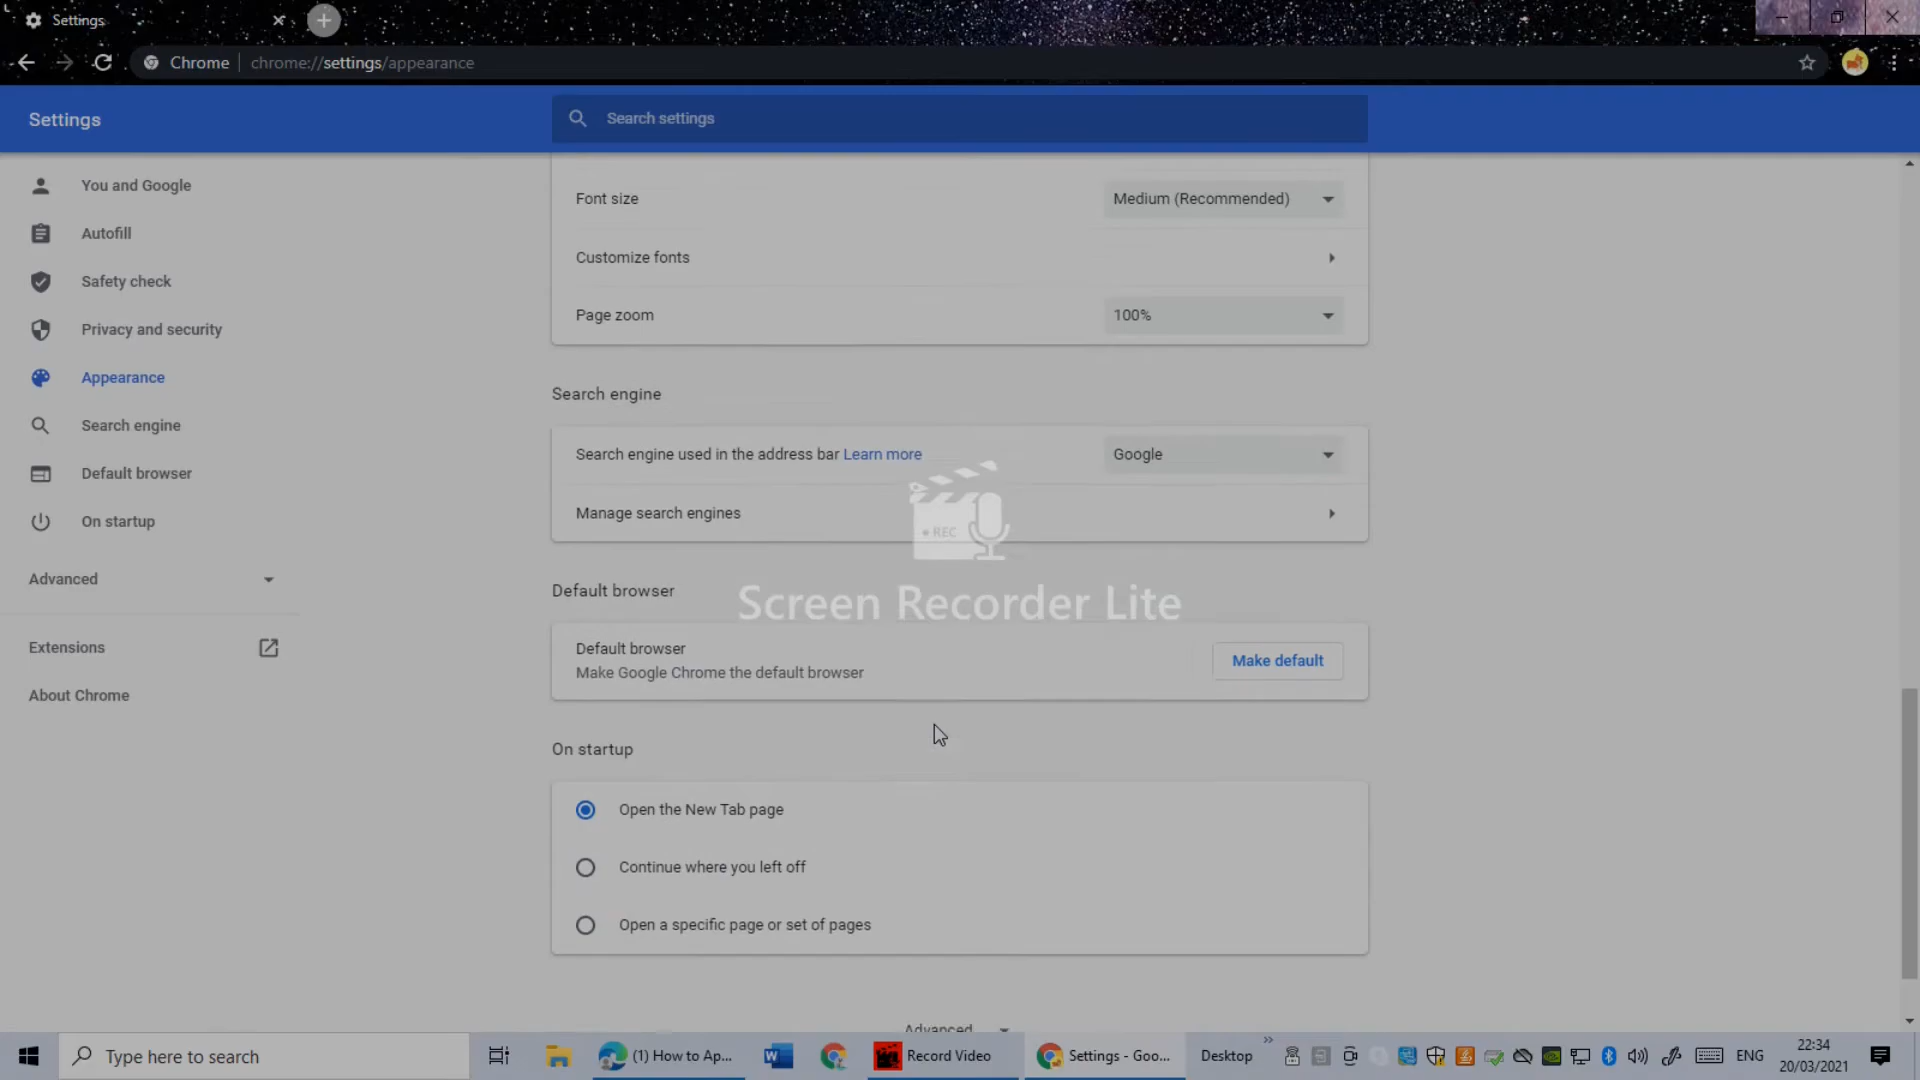 Settings
Chrome
chrome://settings/appearance
Settings
Search settings
You and Google
Autofill
Safety check
Privacy and security
Appearance
Search engine
Default browser
On startup
Advanced
Extensions
About Chrome
Font size
Medium (Recommended)
Customize fonts
Page zoom
100%
Search engine
Search engine used in the address bar Learn more
Google
Manage search engines
• REC
Screen Recorder Lite
Default browser
Default browser
Make Google Chrome the default browser
Make default
On startup
Open the New Tab page
Continue where you left off
Open a specific page or set of pages
Advanced
Type here to search
(1) How to Ap...
Record Video
Settings - Goo...
Desktop
ENG
22:34
20/03/2021